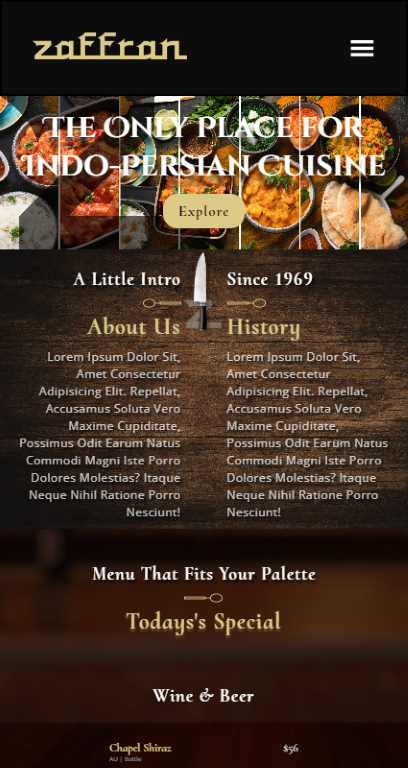 zaffran
The Only Place for
Indo-Persian Cuisine
Explore
A Little Intro
About Us
Lorem Ipsum Dolor Sit,
Amet Consectetur
Adipisicing Elit. Repellat,
Accusamus Soluta Vero
Maxime Cupiditate,
Possimus Odit Earum Natus
Commodi Magni Iste Porro
Dolores Molestias? Itaque
Neque Nihil Ratione Porro
Nesciunt!
Since 1969
History
Lorem Ipsum Dolor Sit,
Amet Consectetur
Adipisicing Elit. Repellat,
Accusamus Soluta Vero
Maxime Cupiditate,
Possimus Odit Earum Natus
Commodi Magni Iste Porro
Dolores Molestias? Itaque
Neque Nihil Ratione Porro
Nesciunt!
Menu That Fits Your Palette
Todays's Special
Wine & Beer
Chapel Shiraz $56
AU | Bottle